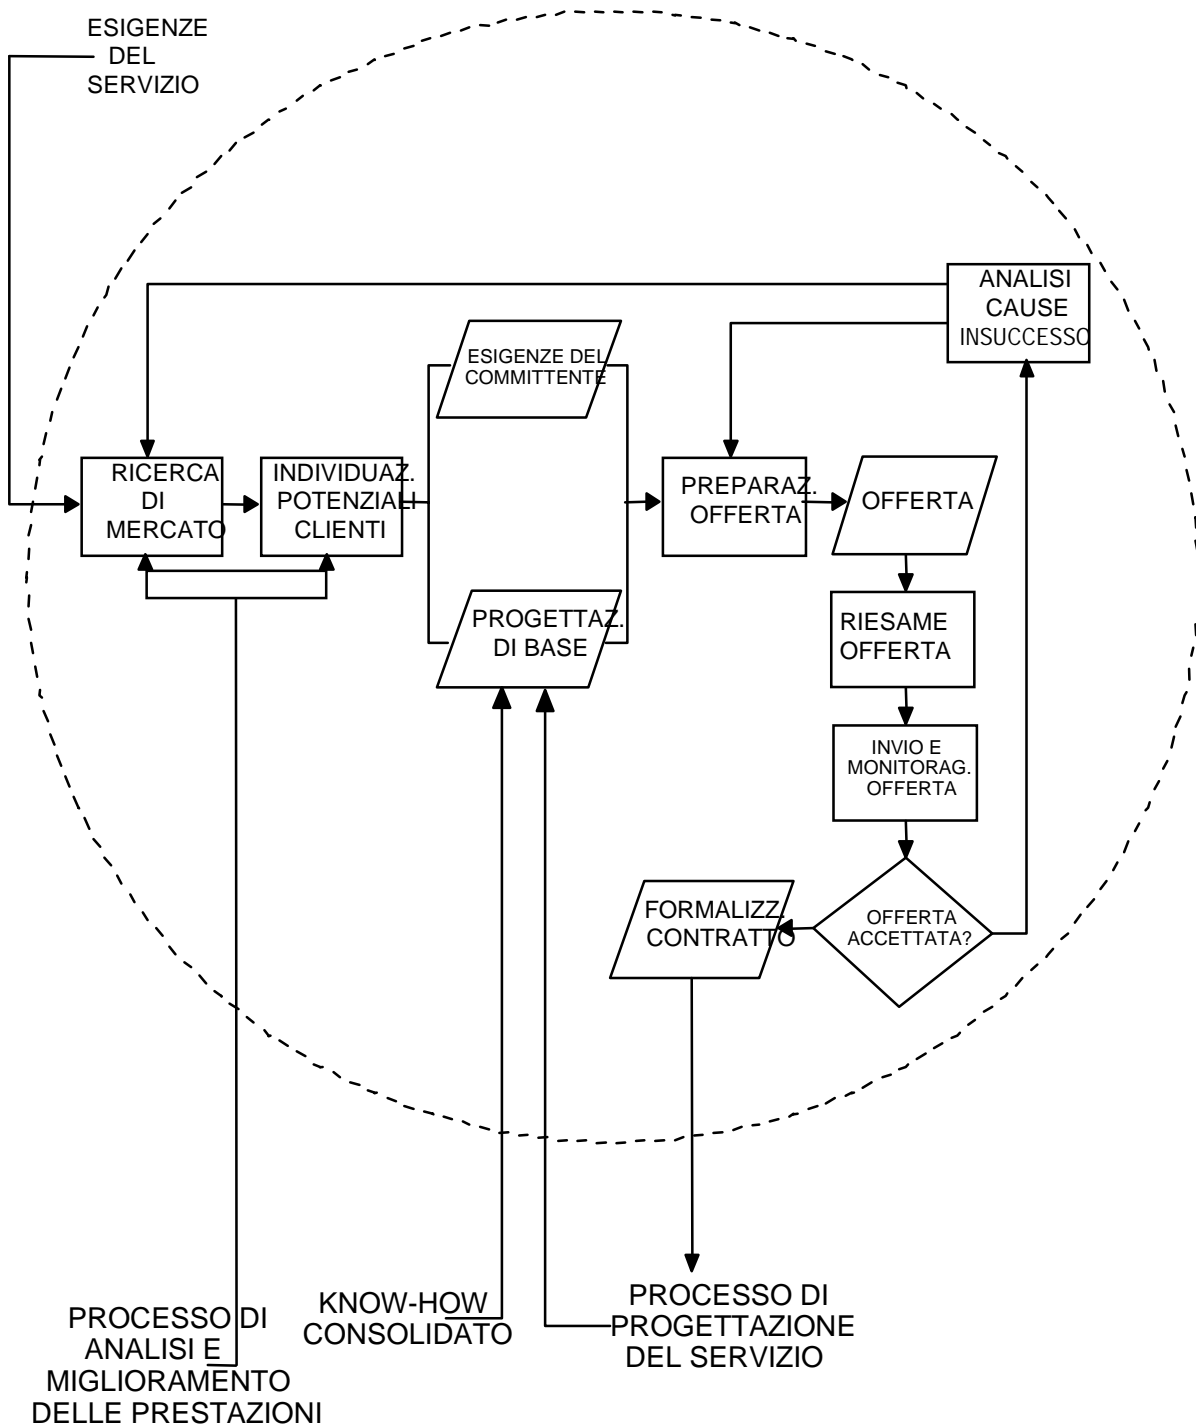 ESIGENZE
DEL
SERVIZIO
ANALISI
CAUSE
INSUCCESSO
ESIGENZE DEL
COMMITTENTE
RICERCA
DI
MERCATO
INDIVIDUAZ.
POTENZIALI
CLIENTI
PREPARAZ.
OFFERTA
OFFERTA
PROGETTAZ.
DI BASE
RIESAME
OFFERTA
INVIO E
MONITORAG.
OFFERTA
FORMALIZZ.
CONTRATTO
OFFERTA
ACCETTATA?
PROCESSO DI
ANALISI E
MIGLIORAMENTO
DELLE PRESTAZIONI
KNOW-HOW
CONSOLIDATO
PROCESSO DI
PROGETTAZIONE
DEL SERVIZIO